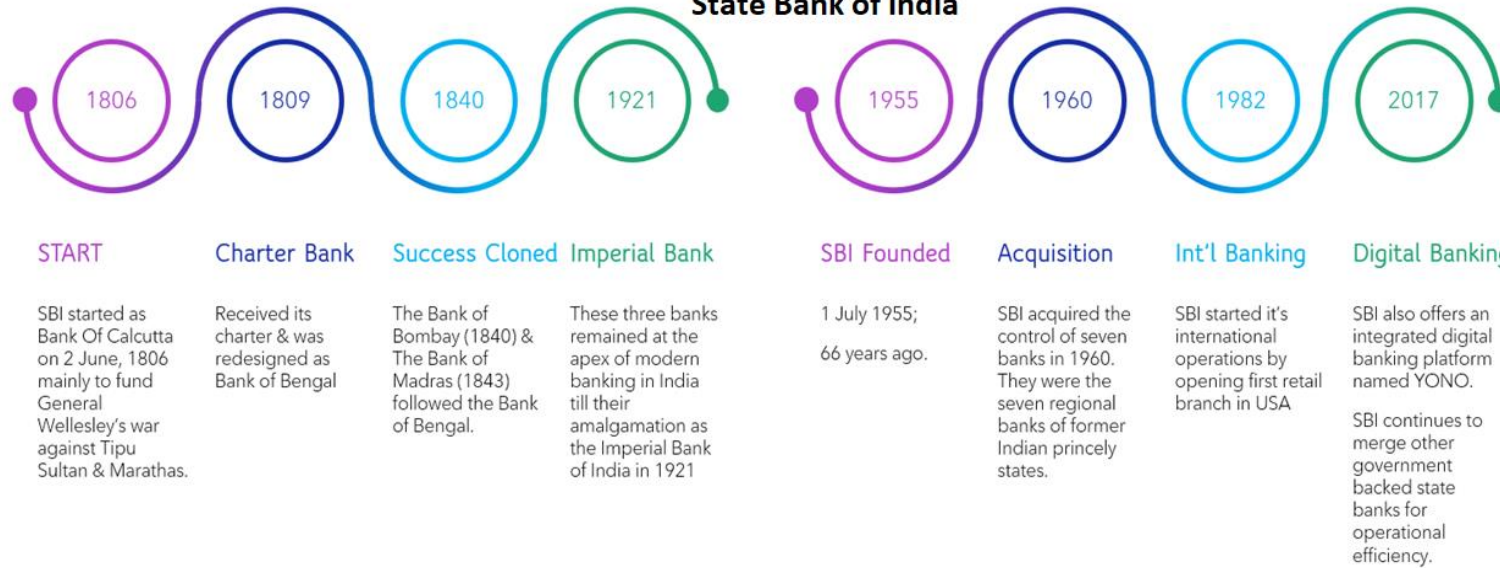 State Bank of India
1806
1809
1840
1921
1955
1960
1982
2017
START
SBI started as
Bank Of Calcutta
on 2 June, 1806
mainly to fund
General
Wellesley's war
against Tipu
Sultan & Marathas.
Charter Bank
Received its
charter & was
redesigned as
Bank of Bengal
Success Cloned
The Bank of
Bombay (1840) &
The Bank of
Madras (1843)
followed the Bank
of Bengal.
Imperial Bank
These three banks
remained at the
apex of modern
banking in India
till their
amalgamation as
the Imperial Bank
of India in 1921
SBI Founded
1 July 1955;
66 years ago.
Acquisition
SBI acquired the
control of seven
banks in 1960.
They were the
seven regional
banks of former
Indian princely
states.
Int'l Banking
SBI started it's
international
operations by
opening first retail
branch in USA
Digital Banking
SBI also offers an
integrated digital
banking platform
named YONO.
SBI continues to
merge other
government
backed state
banks for
operational
efficiency.